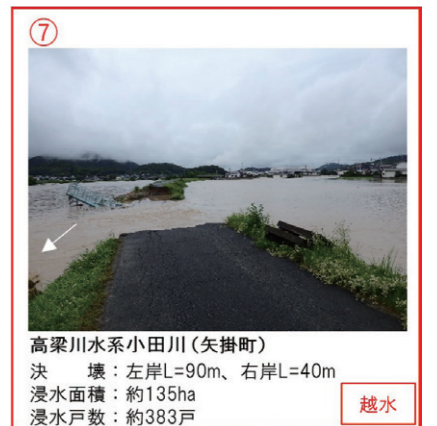 ⑦
高梁川水系小田川（矢掛町）
決　　壊：左岸L=90m、右岸L=40m
浸水面積：約135ha
浸水戸数：約383戸
越水